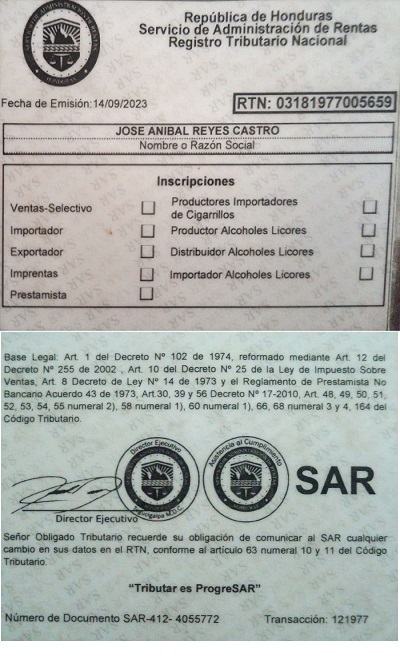 República de Honduras
Servicio de Administración de Rentas
Registro Tributario Nacional
Fecha de Emisión:14/09/2023
RTN: 03181977005659
JOSE ANIBAL REYES CASTRO
Nombre o Razón Social
Inscripciones
Ventas-Selectivo
Importador
Exportador
Imprentas
Prestamista
Productores Importadores
de Cigarrillos
Productor Alcoholes Licores
Distribuidor Alcoholes Licores
Importador Alcoholes Licores
Base Legal: Art. 1 del Decreto Nº 102 de 1974, reformado mediante Art. 12 del
Decreto Nº 255 de 2002 , Art. 10 del Decreto Nº 25 de la Ley de Impuesto Sobre
Ventas, Art. 8 Decreto de Ley Nº 14 de 1973 y el Reglamento de Prestamista No
Bancario Acuerdo 43 de 1973, Art.30, 39 y 56 Decreto Nº 17-2010, Art. 48, 49, 50, 51,
52, 53, 54, 55 numeral 2), 58 numeral 1), 60 numeral 1), 66, 68 numeral 3 y 4, 164 del
Código Tributario.
Director Ejecutivo
Tegucigalpa M.D.C.
Asistencia al Cumplimiento
SAR
Director Ejecutivo
Señor Obligado Tributario recuerde su obligación de comunicar al SAR cualquier
cambio en sus datos en el RTN, conforme al artículo 63 numeral 10 y 11 del Código
Tributario.
“Tributar es ProgreSAR”
Número de Documento SAR-412- 4055772
Transacción: 121977